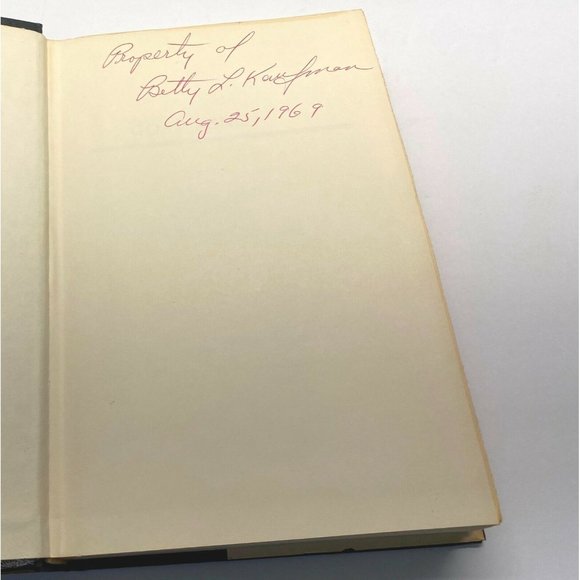 Property of
Betty L. Kaufman
Aug. 25, 1969